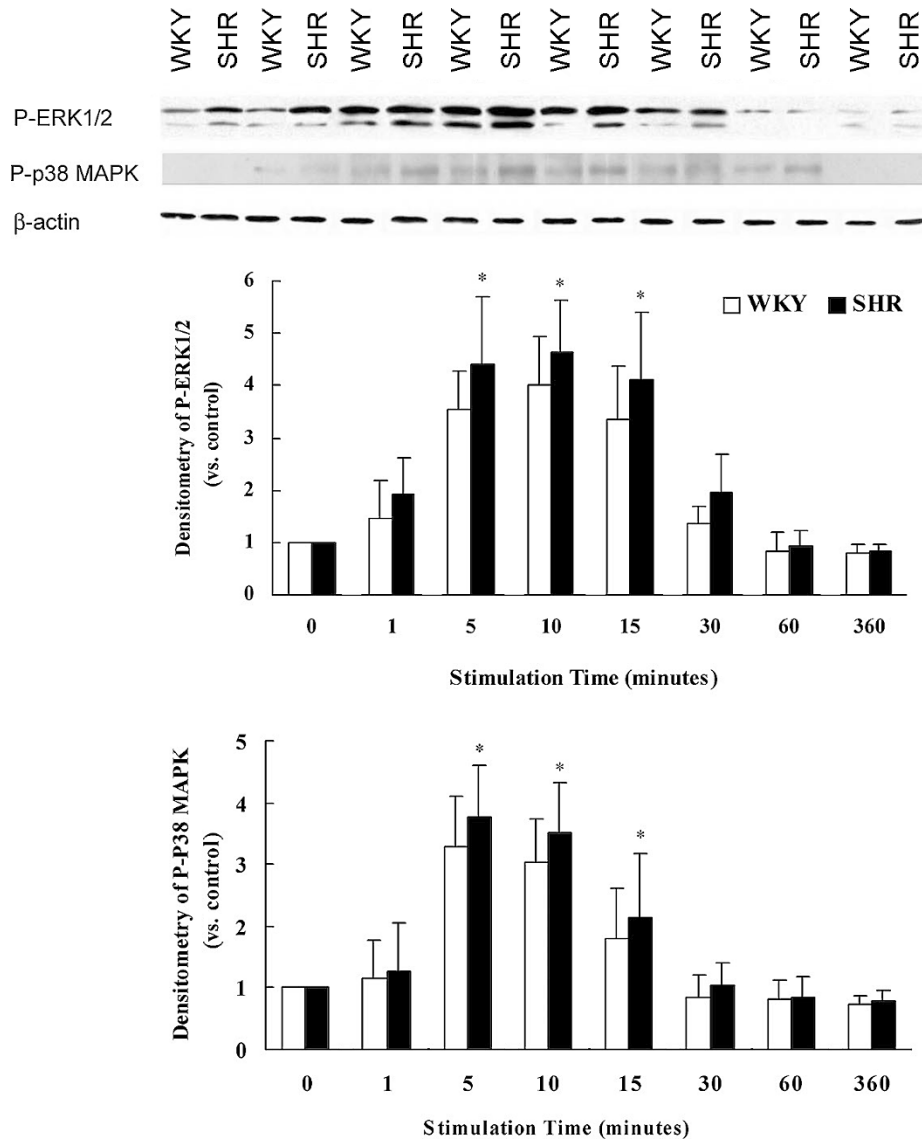 WKY SHR WKY SHR WKY SHR WKY SHR WKY SHR WKY SHR WKY SHR WKY SHR
P-ERK1/2
P-p38 MAPK
β-actin
6
5
4
3
2
1
0
Densitometry of P-ERK1/2
(vs. control)
* * *
WKY SHR
0 1 5 10 15 30 60 360
Stimulation Time (minutes)
5
4
3
2
1
0
Densitometry of P-P38 MAPK
(vs. control)
* * *
0 1 5 10 15 30 60 360
Stimulation Time (minutes)